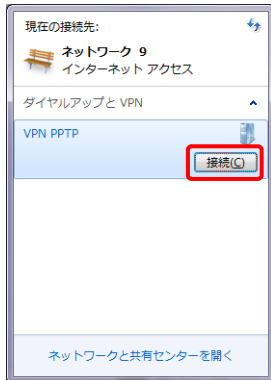 現在の接続先:
ネットワーク 9
インターネット アクセス
ダイヤルアップと VPN
VPN PPTP
接続(C)
ネットワークと共有センターを開く